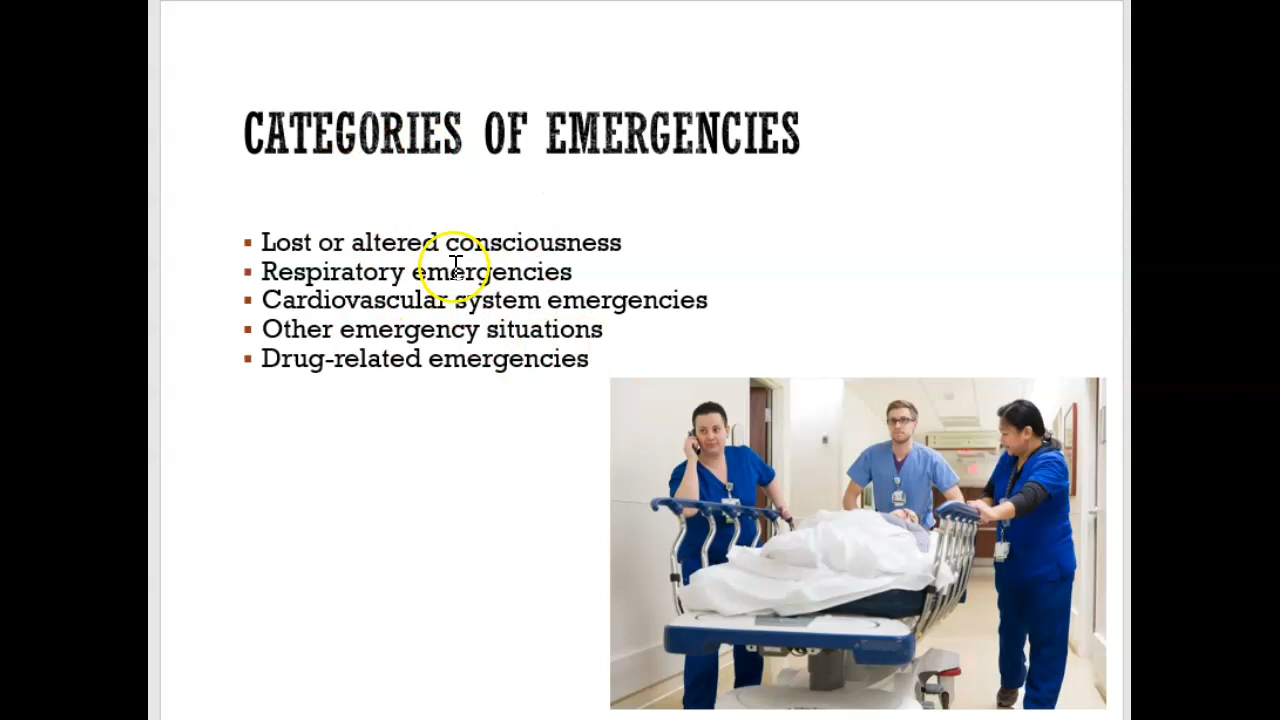 CATEGORIES OF EMERGENCIES
▪ Lost or altered consciousness
▪ Respiratory emergencies
▪ Cardiovascular system emergencies
▪ Other emergency situations
▪ Drug-related emergencies